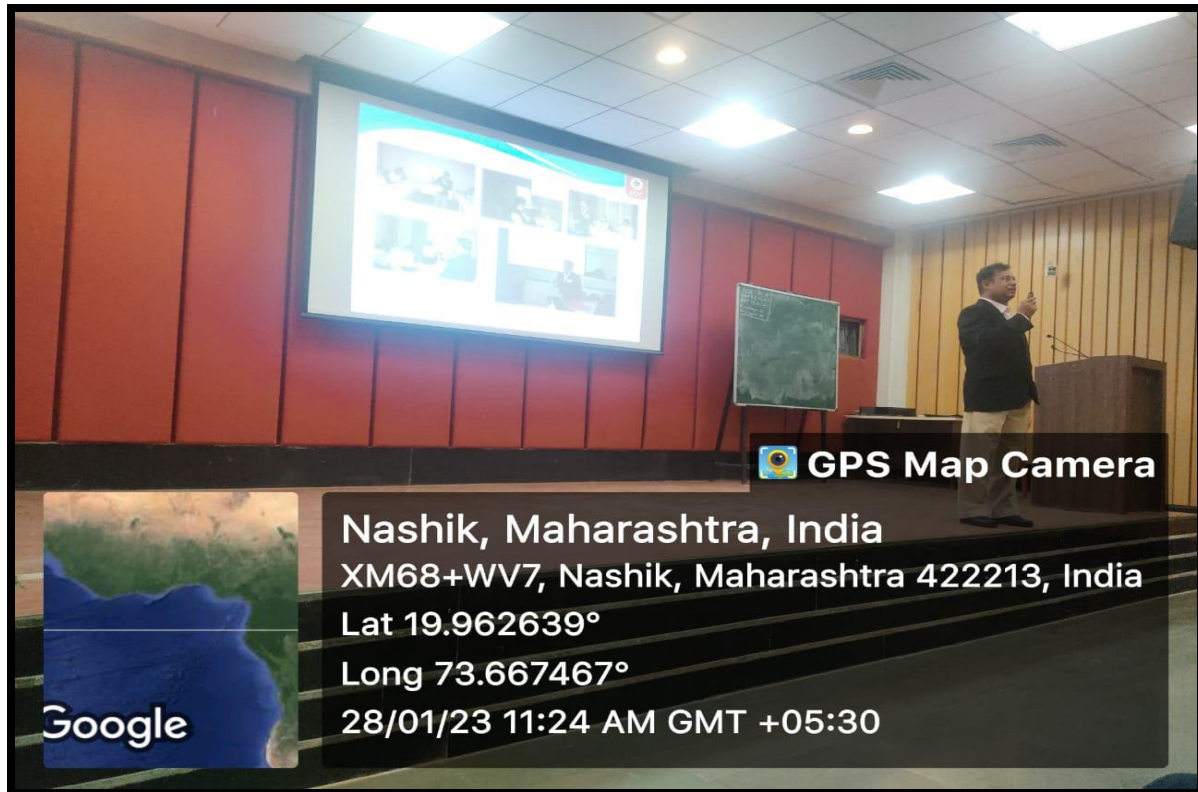 GPS Map Camera
Nashik, Maharashtra, India
XM68+WV7, Nashik, Maharashtra 422213, India
Lat 19.962639°
Long 73.667467°
28/01/23 11:24 AM GMT +05:30
Google